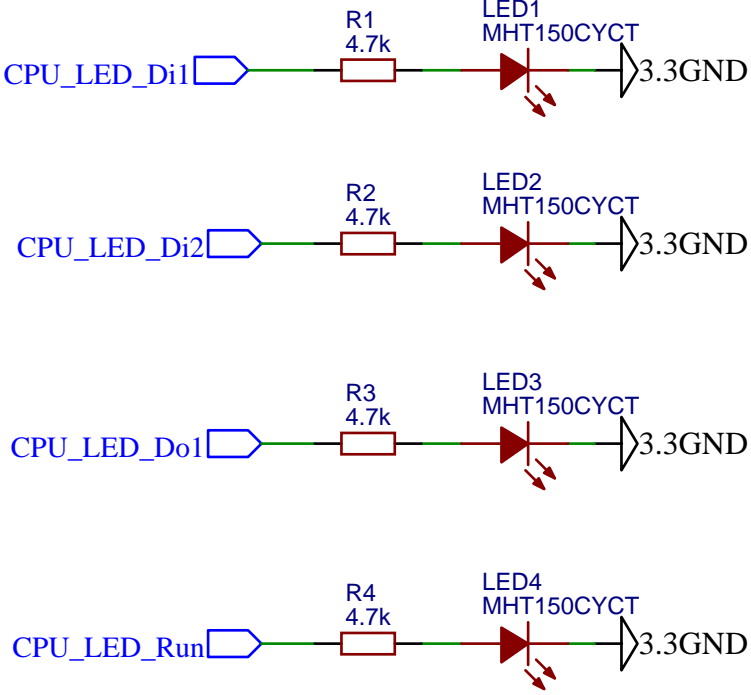 LED1
R1
MHT150CYCT
4.7k
CPU_LED_Di1
3.3GND
LED2
R2
MHT150CYCT
4.7k
CPU_LED_Di2
3.3GND
LED3
R3
MHT150CYCT
4.7k
CPU_LED_Do1
3.3GND
LED4
R4
MHT150CYCT
4.7k
CPU_LED_Run
3.3GND